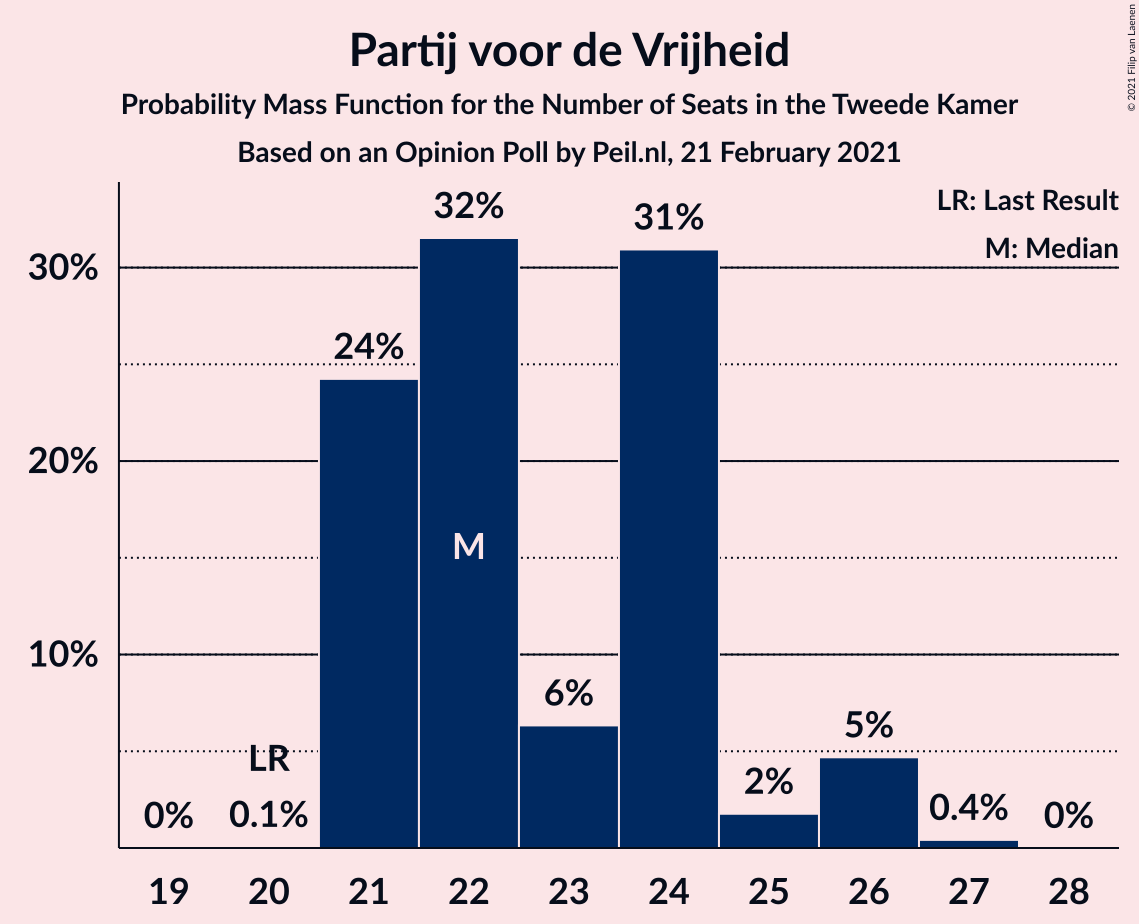 Partij voor de Vrijheid
Probability Mass Function for the Number of Seats in the Tweede Kamer
Based on an Opinion Poll by Peil.nl, 21 February 2021
© 2021 Filip van Laenen
LR: Last Result
M: Median
30%
20%
10%
0%
LR
0.1%
24%
32%
M
6%
31%
2%
5%
0.4%
0%
19 20 21 22 23 24 25 26 27 28